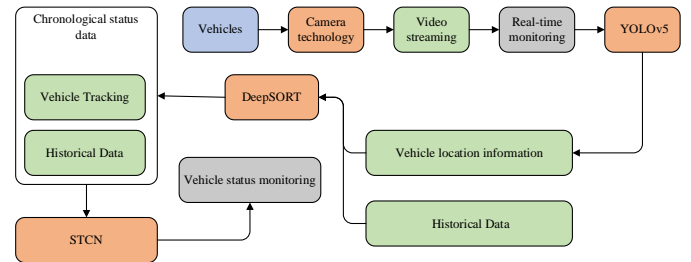 Chronological status
data
Vehicles
Camera
technology
Video
streaming
Real-time
monitoring
YOLOv5
Vehicle Tracking
DeepSORT
Historical Data
Vehicle location information
Vehicle status monitoring
Historical Data
STCN